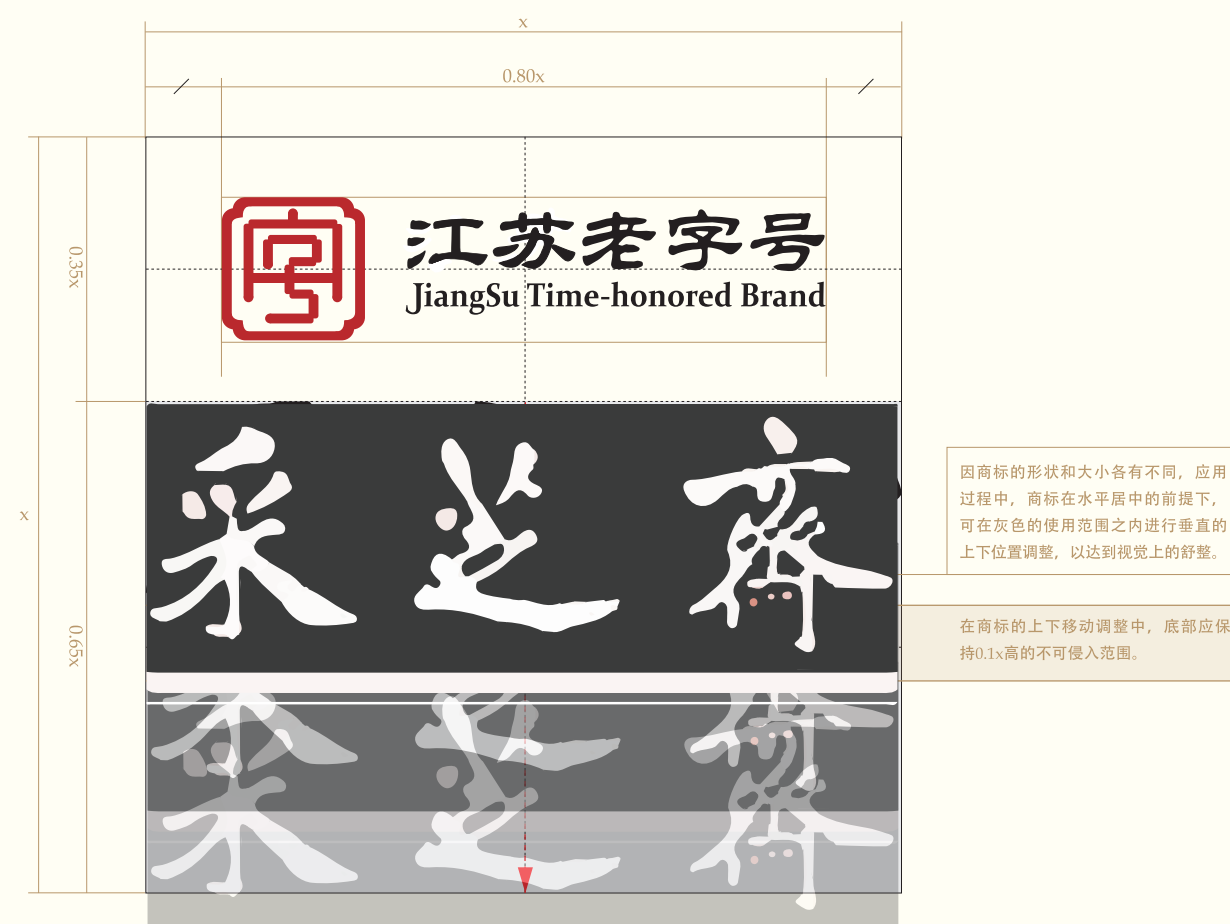 x
0.80x
江苏老字号
JiangSu Time-honored Brand
0.35x
采芝斋
x
0.65x
因商标的形状和大小各有不同，应用
过程中，商标在水平居中的前提下，
可在灰色的使用范围之内进行垂直的
上下位置调整，以达到视觉上的舒整。
在商标的上下移动调整中，底部应保
持0.1x高的不可侵入范围。